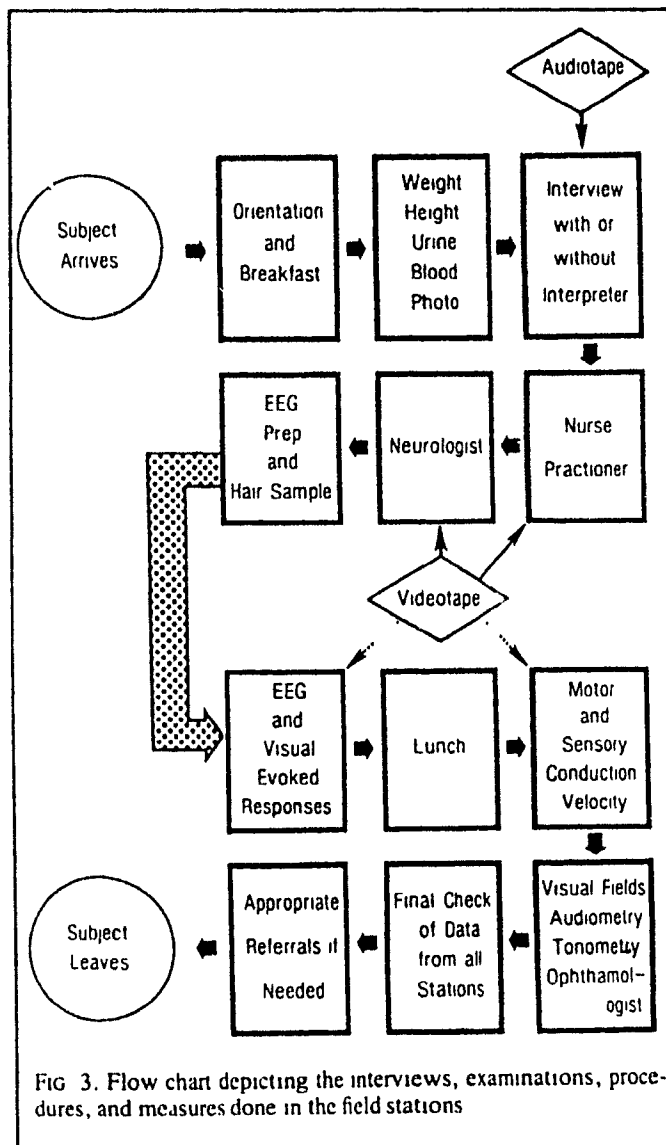 Audiotape
Subject
Arrives
Orientation
and
Breakfast
Weight
Height
Urine
Blood
Photo
Interview
with or
without
Interpreter
Nurse
Practioner
Neurologist
EEG
Prep
and
Hair Sample
Videotape
EEG
and
Visual
Evoked
Responses
Lunch
Motor
and
Sensory
Conduction
Velocity
Visual Fields
Audiometry
Tonometry
Ophthamol-
ogist
Final Check
of Data
from all
Stations
Appropriate
Referrals if
Needed
Subject
Leaves
FIG 3. Flow chart depicting the interviews, examinations, proce-
dures, and measures done in the field stations